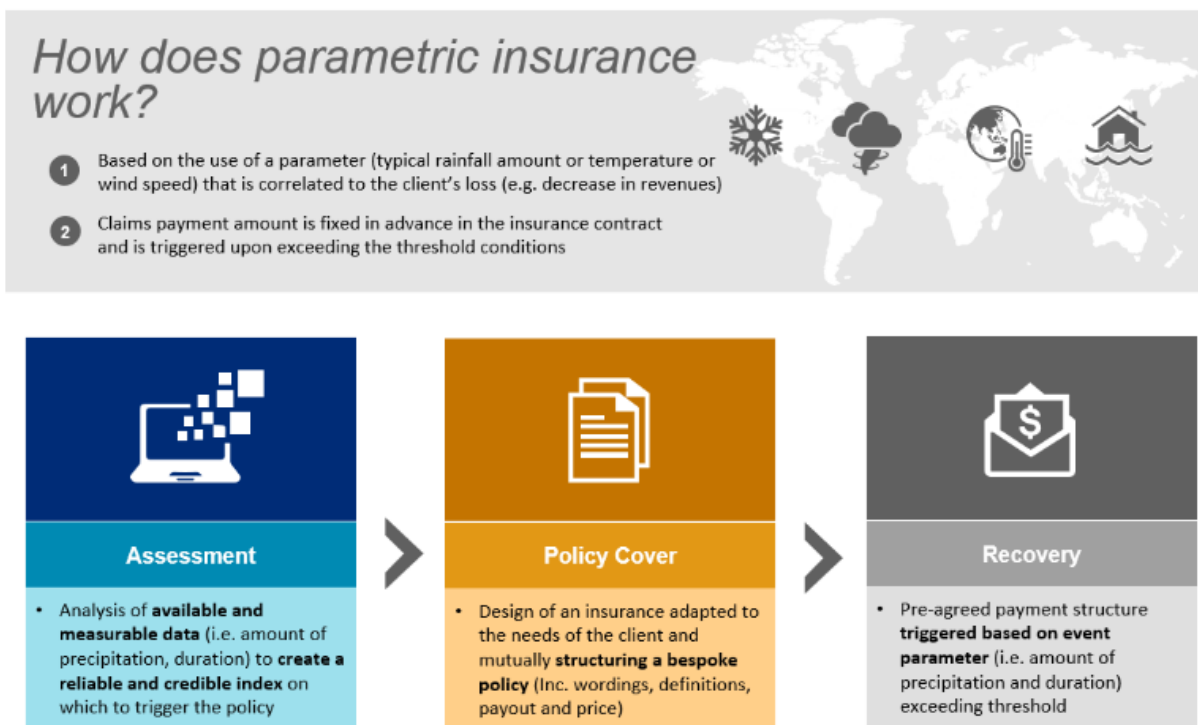 How does parametric insurance
work?
1
Based on the use of a parameter (typical rainfall amount or temperature or
wind speed) that is correlated to the client's loss (e.g. decrease in revenues)
2
Claims payment amount is fixed in advance in the insurance contract
and is triggered upon exceeding the threshold conditions
$
Assessment
• Analysis of available and
measurable data (i.e. amount of
precipitation, duration) to create a
reliable and credible index on
which to trigger the policy
Policy Cover
• Design of an insurance adapted to
the needs of the client and
mutually structuring a bespoke
policy (Inc. wordings, definitions,
payout and price)
Recovery
• Pre-agreed payment structure
triggered based on event
parameter (i.e. amount of
precipitation and duration)
exceeding threshold